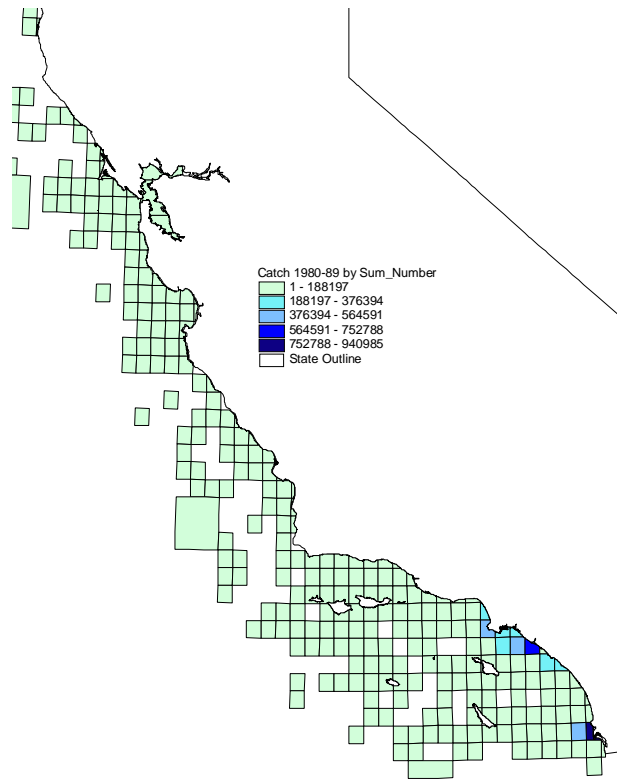 Catch 1980-89 by Sum_Number
1 - 188197
188197 - 376394
376394 - 564591
564591 - 752788
752788 - 940985
State Outline